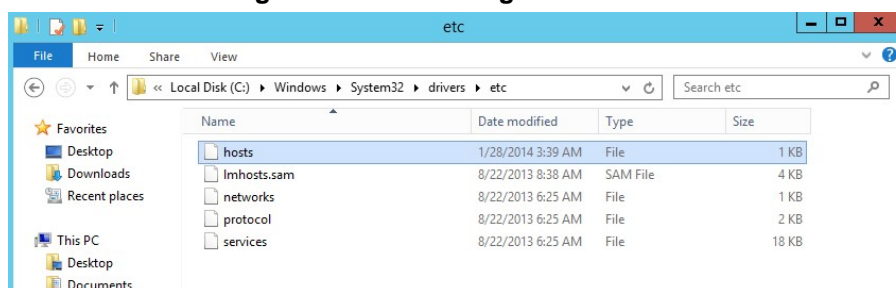 etc
File Home Share View
« Local Disk (C:) ▸ Windows ▸ System32 ▸ drivers ▸ etc Search etc
Favorites
Desktop
Downloads
Recent places
This PC
Desktop
Documents
Name Date modified Type Size
hosts 1/28/2014 3:39 AM File 1 KB
lmhosts.sam 8/22/2013 8:38 AM SAM File 4 KB
networks 8/22/2013 6:25 AM File 1 KB
protocol 8/22/2013 6:25 AM File 2 KB
services 8/22/2013 6:25 AM File 18 KB